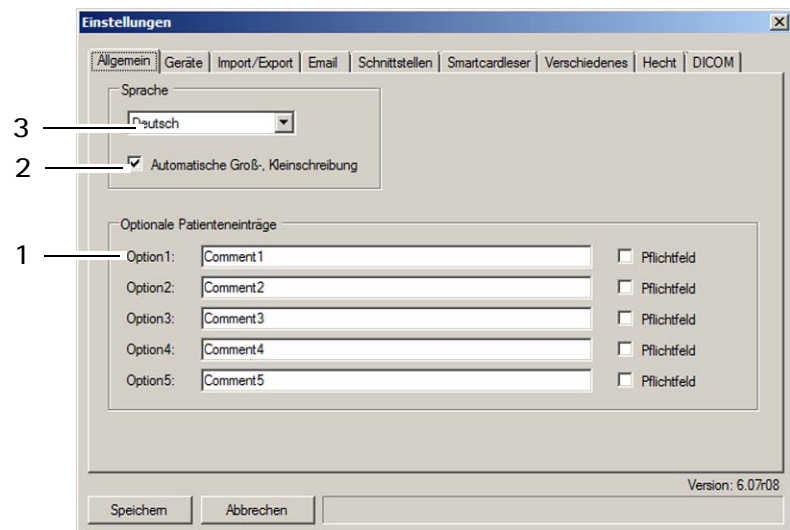 Einstellungen
Allgemein Geräte Import/Export Email Schnittstellen Smartcardleser Verschiedenes Hecht DICOM
Sprache
3 Deutsch
2 Automatische Groß-, Kleinschreibung
Optionale Patienteneinträge
1 Option1: Comment1 Pflichtfeld
Option2: Comment2 Pflichtfeld
Option3: Comment3 Pflichtfeld
Option4: Comment4 Pflichtfeld
Option5: Comment5 Pflichtfeld
Version: 6.07r08
Speichern Abbrechen